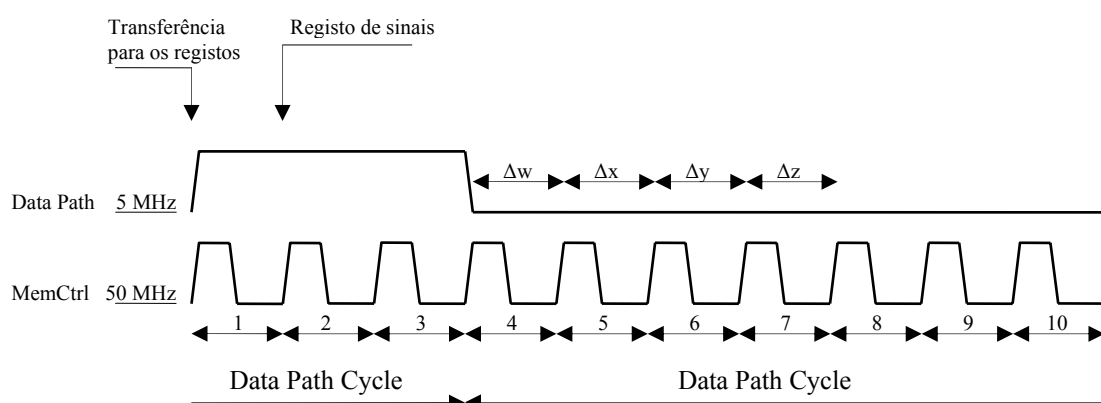 Transferência
para os registos
Registo de sinais
Δw Δx Δy Δz
Data Path 5 MHz
MemCtrl 50 MHz
1 2 3 4 5 6 7 8 9 10
Data Path Cycle Data Path Cycle